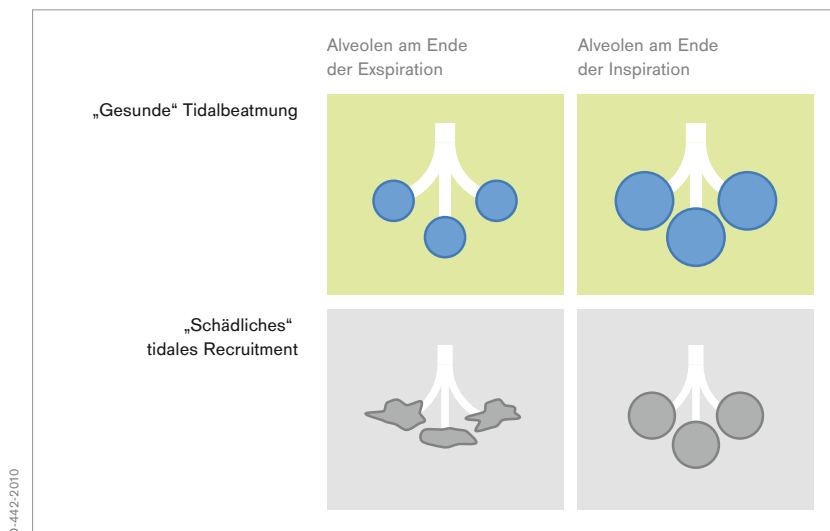 Alveolen am Ende
der Exspiration
Alveolen am Ende
der Inspiration
„Gesunde“ Tidalbeatmung
„Schädliches“
tidales Recruitment
-442-2010